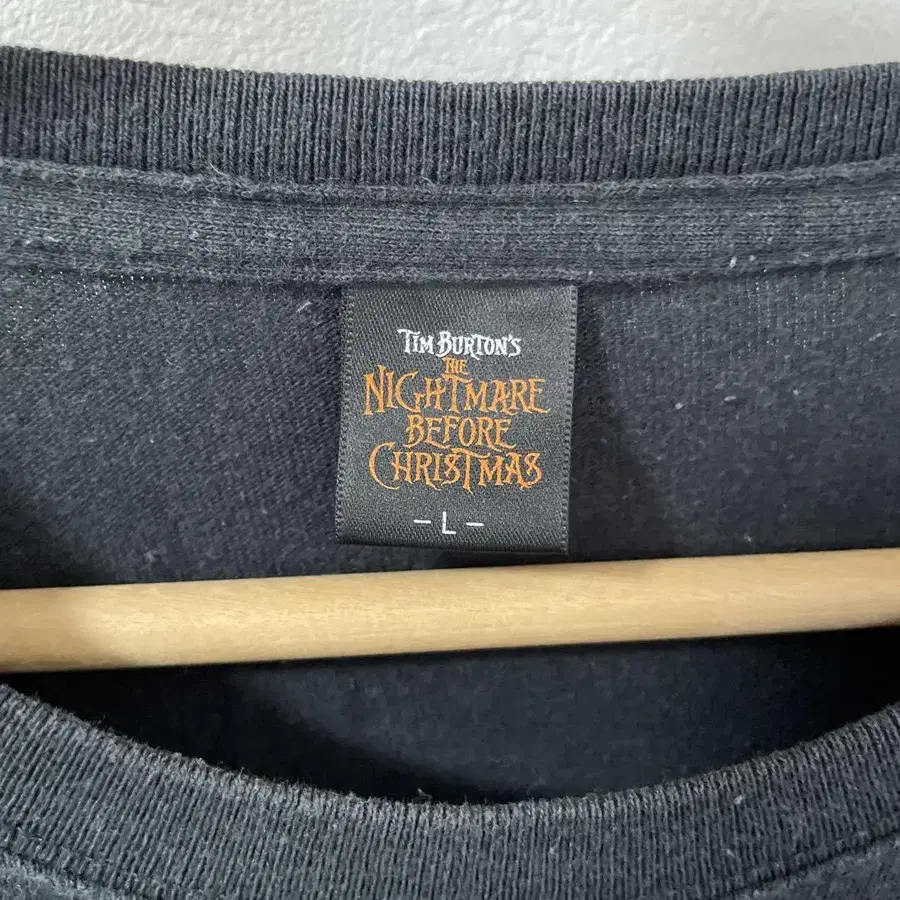 TIM BURTON'S
THE
NIGHTMARE
BEFORE
CHRISTMAS
- L -